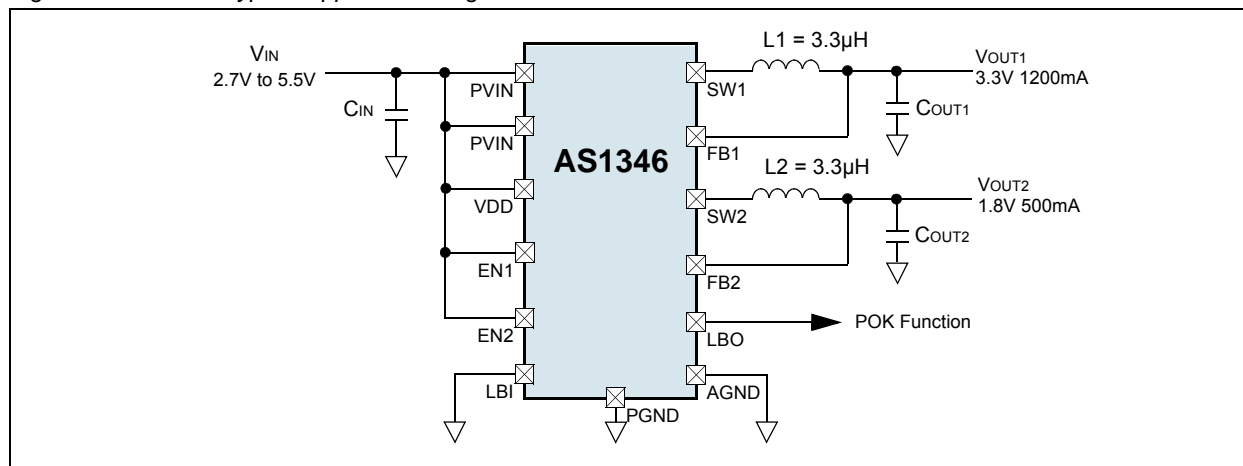 VIN
2.7V to 5.5V
CIN
PVIN
PVIN
VDD
EN1
EN2
LBI
AS1346
PGND
SW1
FB1
SW2
FB2
LBO
AGND
L1 = 3.3µH
VOUT1
3.3V 1200mA
COUT1
L2 = 3.3µH
VOUT2
1.8V 500mA
COUT2
POK Function